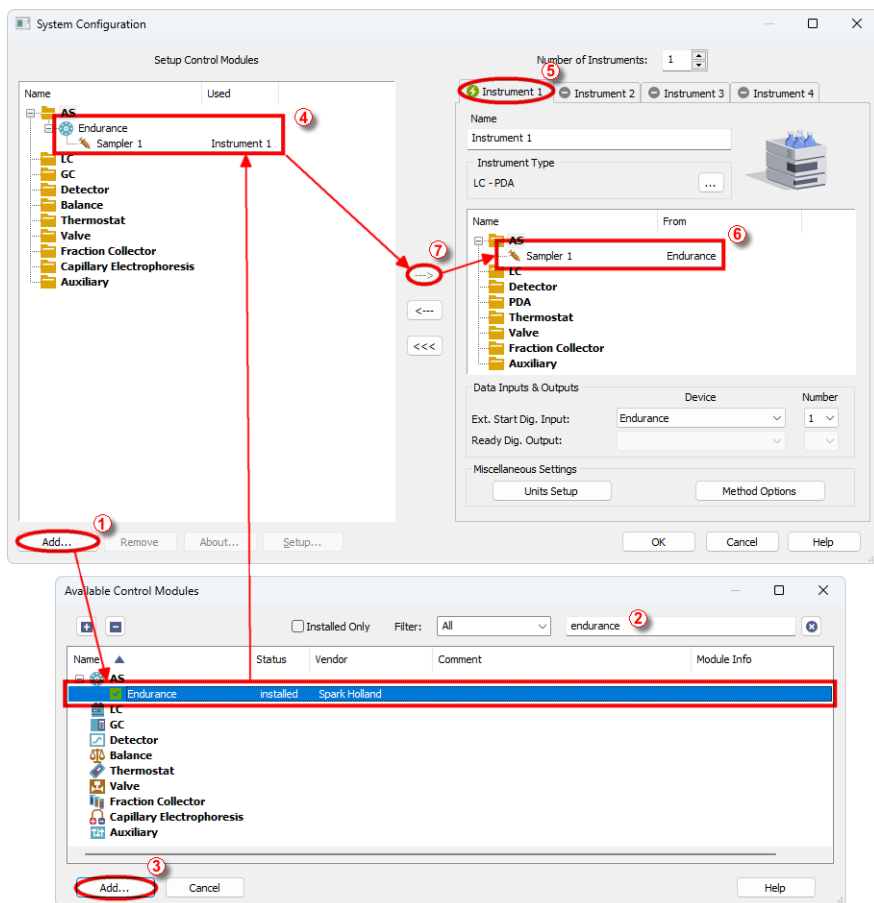 System Configuration
Setup Control Modules
Number of Instruments: 1
Name Used
AS
Endurance
Sampler 1 Instrument 1
LC
GC
Detector
Balance
Thermostat
Valve
Fraction Collector
Capillary Electrophoresis
Auxiliary
④
⑦
--->
<---
<<<
⑤
Instrument 1 Instrument 2 Instrument 3 Instrument 4
Name
Instrument 1
Instrument Type
LC - PDA ...
Name From
⑥
AS
Sampler 1 Endurance
LC
Detector
PDA
Thermostat
Valve
Fraction Collector
Auxiliary
Data Inputs & Outputs
Device Number
Ext. Start Dig. Input: Endurance 1
Ready Dig. Output:
Miscellaneous Settings
Units Setup Method Options
①
Add... Remove About... Setup...
OK Cancel Help
Available Control Modules
Installed Only Filter: All endurance ②
Name Status Vendor Comment Module Info
AS
Endurance installed Spark Holland
LC
GC
Detector
Balance
Thermostat
Valve
Fraction Collector
Capillary Electrophoresis
Auxiliary
③
Add... Cancel Help